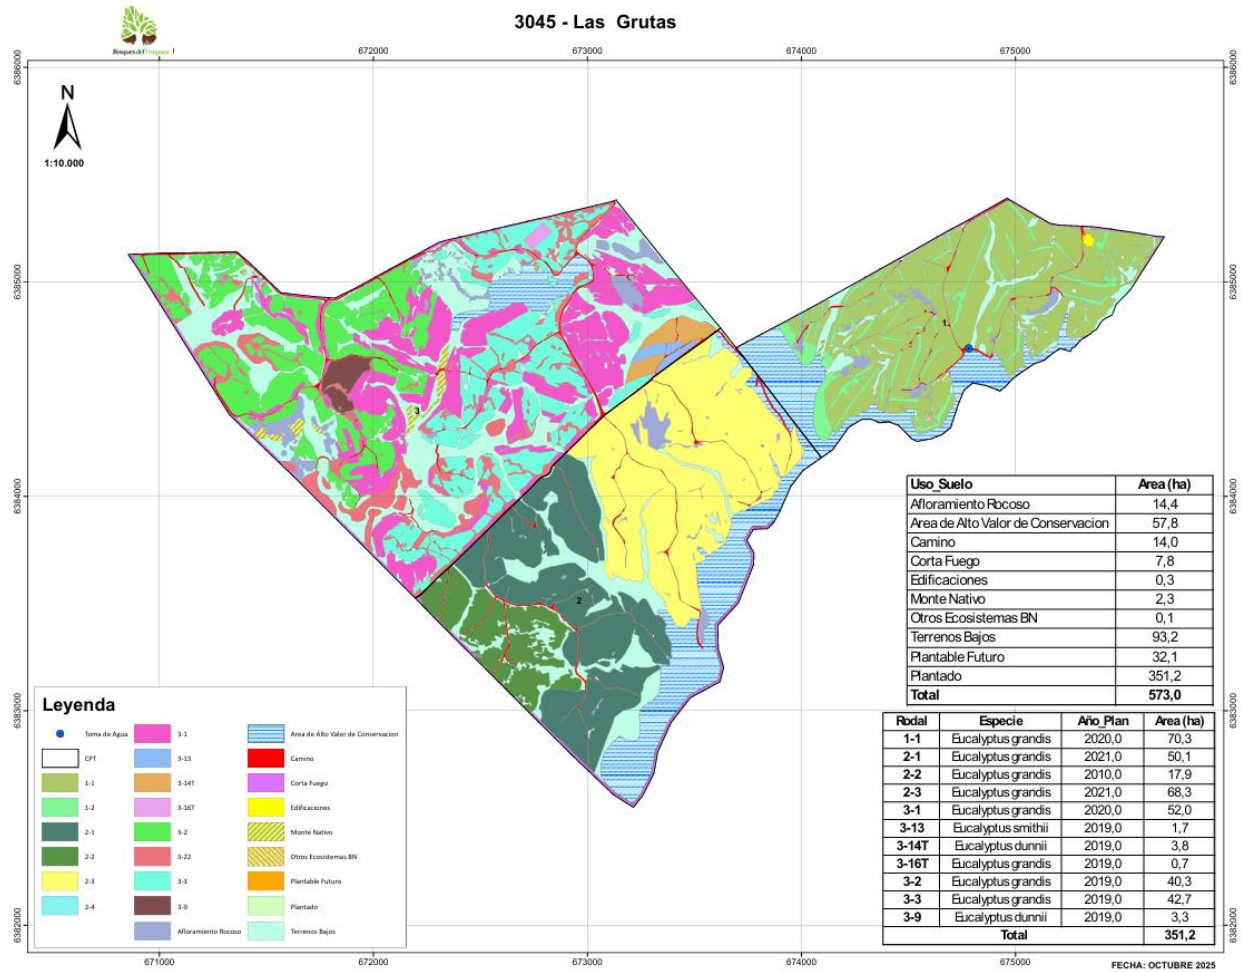 3045 - Las Grutas
Bosques del Uruguay
672000 673000 674000 675000
6386000 6386000
N
1:10.000
6385000 6385000
1
3
6384000 6384000
2
Uso_Suelo Area (ha)
Afloramiento Rocoso 14,4
Area de Alto Valor de Conservacion 57,8
Camino 14,0
Corta Fuego 7,8
Edificaciones 0,3
Monte Nativo 2,3
Otros Ecosistemas BN 0,1
Terrenos Bajos 93,2
Plantable Futuro 32,1
Plantado 351,2
Total 573,0
6383000 6383000
Rodal Especie Año_Plan Area (ha)
1-1 Eucalyptus grandis 2020,0 70,3
2-1 Eucalyptus grandis 2021,0 50,1
2-2 Eucalyptus grandis 2010,0 17,9
2-3 Eucalyptus grandis 2021,0 68,3
3-1 Eucalyptus grandis 2020,0 52,0
3-13 Eucalyptus smithii 2019,0 1,7
3-14T Eucalyptus dunnii 2019,0 3,8
3-16T Eucalyptus grandis 2019,0 0,7
3-2 Eucalyptus grandis 2019,0 40,3
3-3 Eucalyptus grandis 2019,0 42,7
3-9 Eucalyptus dunnii 2019,0 3,3
Total 351,2
Leyenda
Toma de Agua 3-1 Area de Alto Valor de Conservacion
CPT 3-13 Camino
1-1 3-14T Corta Fuego
1-2 3-16T Edificaciones
2-1 3-2 Monte Nativo
2-2 3-22 Otros Ecosistemas BN
2-3 3-3 Plantable Futuro
2-4 3-9 Plantado
Afloramiento Rocoso Terrenos Bajos
6382000 6382000
671000 672000 673000 674000 675000
FECHA: OCTUBRE 2025